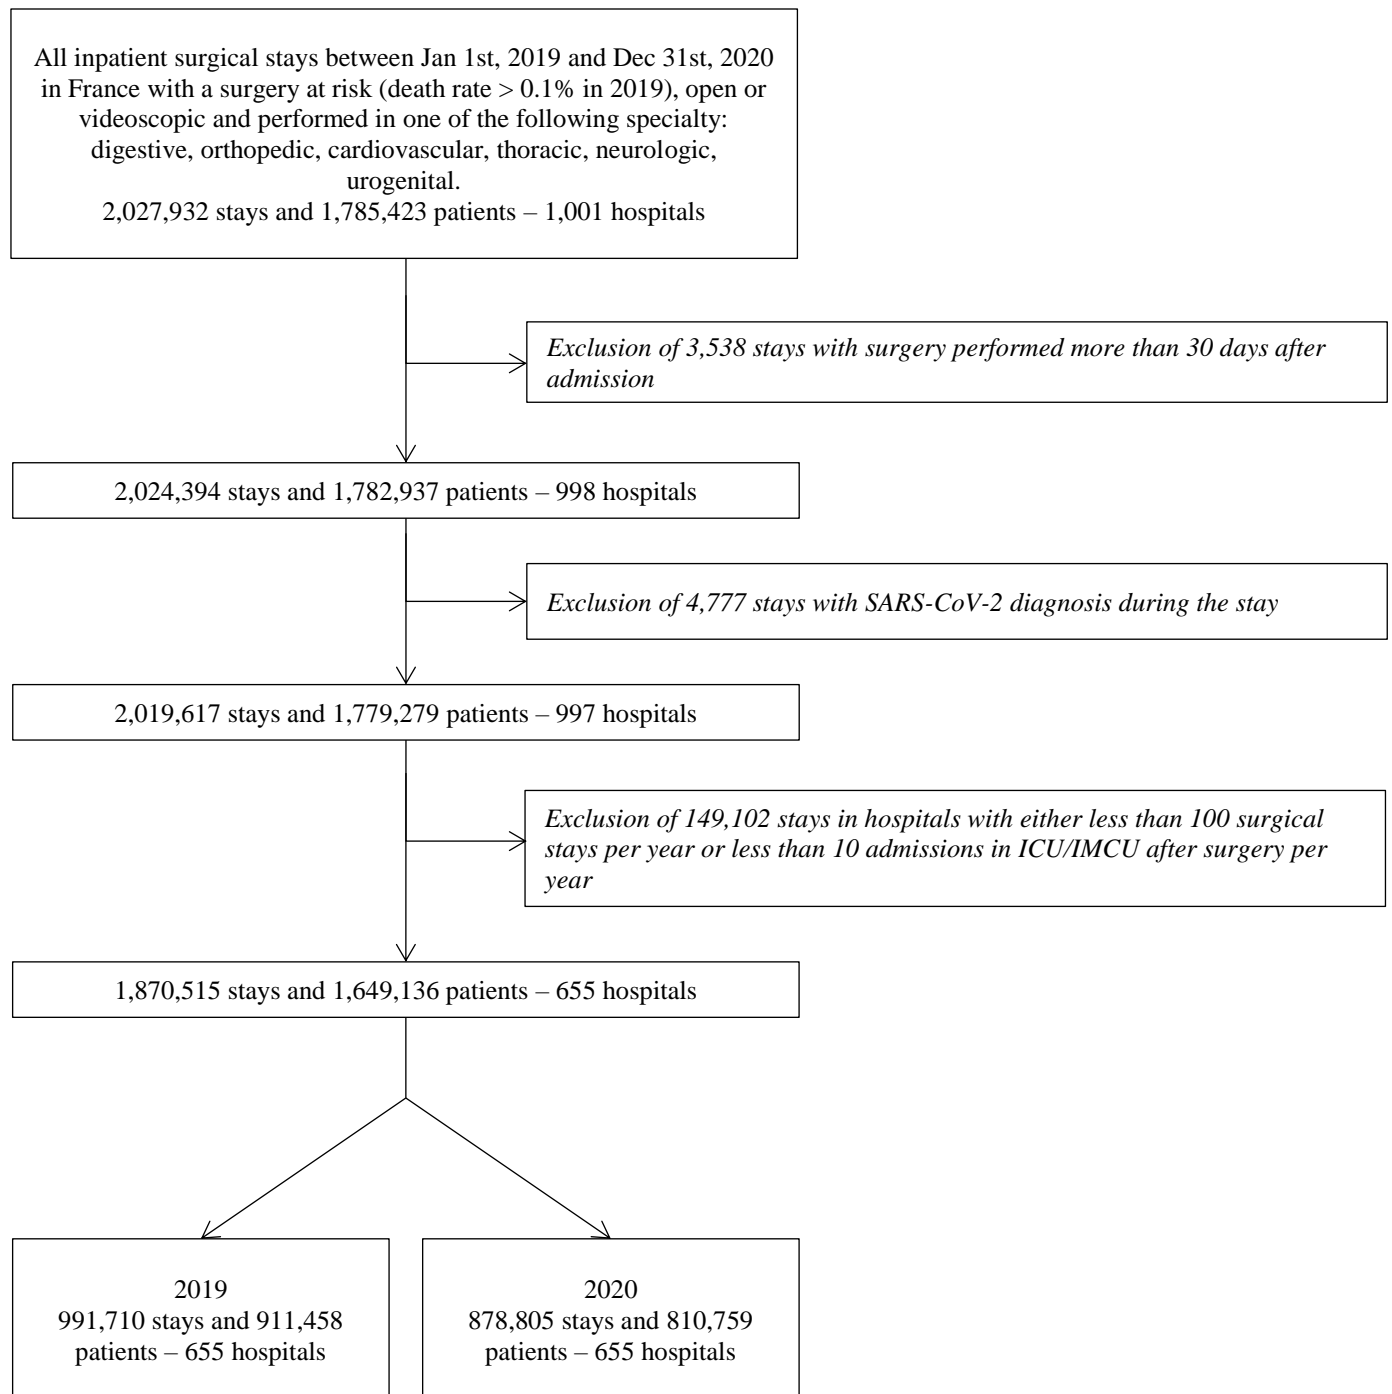 All inpatient surgical stays between Jan 1st, 2019 and Dec 31st, 2020
in France with a surgery at risk (death rate > 0.1% in 2019), open or
videoscopic and performed in one of the following specialty:
digestive, orthopedic, cardiovascular, thoracic, neurologic,
urogenital.
2,027,932 stays and 1,785,423 patients – 1,001 hospitals
Exclusion of 3,538 stays with surgery performed more than 30 days after
admission
2,024,394 stays and 1,782,937 patients – 998 hospitals
Exclusion of 4,777 stays with SARS-CoV-2 diagnosis during the stay
2,019,617 stays and 1,779,279 patients – 997 hospitals
Exclusion of 149,102 stays in hospitals with either less than 100 surgical
stays per year or less than 10 admissions in ICU/IMCU after surgery per
year
1,870,515 stays and 1,649,136 patients – 655 hospitals
2019
991,710 stays and 911,458
patients – 655 hospitals
2020
878,805 stays and 810,759
patients – 655 hospitals